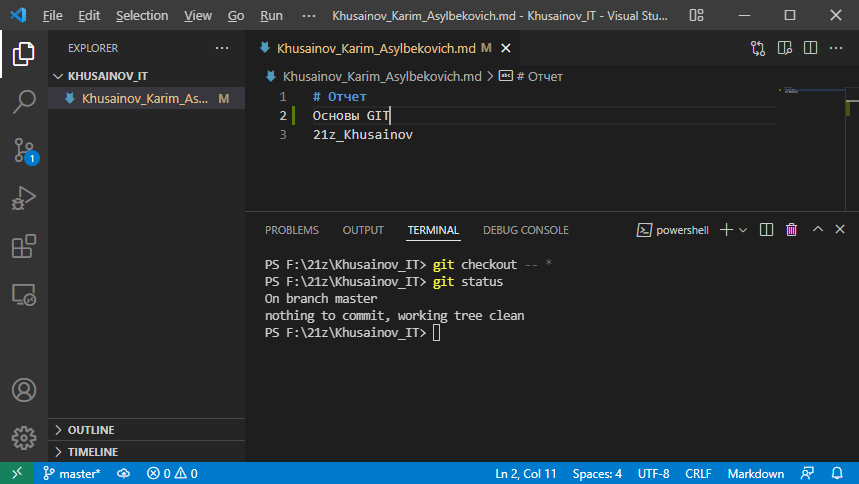 File Edit Selection View Go Run ··· Khusainov_Karim_Asylbekovich.md - Khusainov_IT - Visual Stu...
EXPLORER ···
KHUSAINOV_IT
Khusainov_Karim_As... M
1
Khusainov_Karim_Asylbekovich.md M
Khusainov_Karim_Asylbekovich.md > abc # Отчет
1 # Отчет
2 Основы GIT
3 21z_Khusainov
PROBLEMS OUTPUT TERMINAL DEBUG CONSOLE powershell
PS F:\21z\Khusainov_IT> git checkout -- *
PS F:\21z\Khusainov_IT> git status
On branch master
nothing to commit, working tree clean
PS F:\21z\Khusainov_IT>
OUTLINE
TIMELINE
master* 0 0 Ln 2, Col 11 Spaces: 4 UTF-8 CRLF Markdown